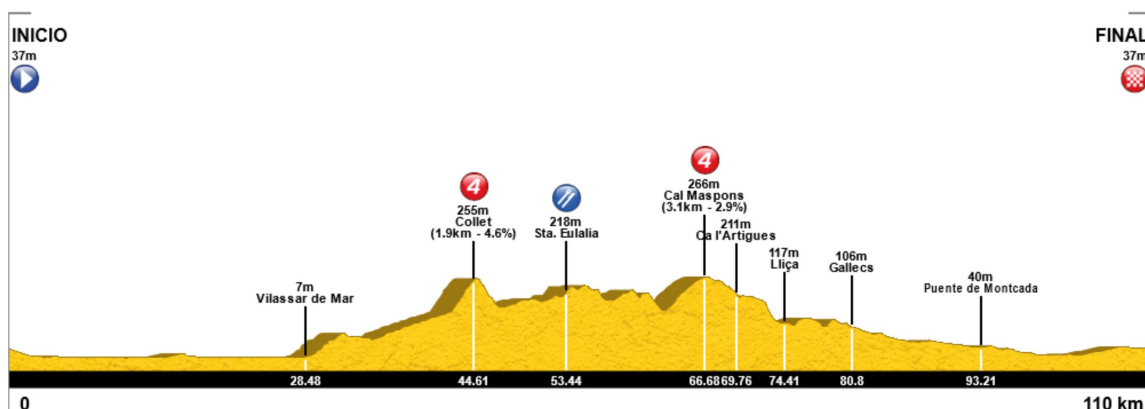 INICIO
37m
FINAL
37m
4
255m
Collet
(1.9km - 4.6%)
218m
Sta. Eulalia
4
266m
Cal Maspons
(3.1km - 2.9%)
211m
Ca l'Artigues
117m
Lliça
106m
Gallecs
7m
Vilassar de Mar
40m
Puente de Montcada
28.48
44.61
53.44
66.68
69.76
74.41
80.8
93.21
0
110 km